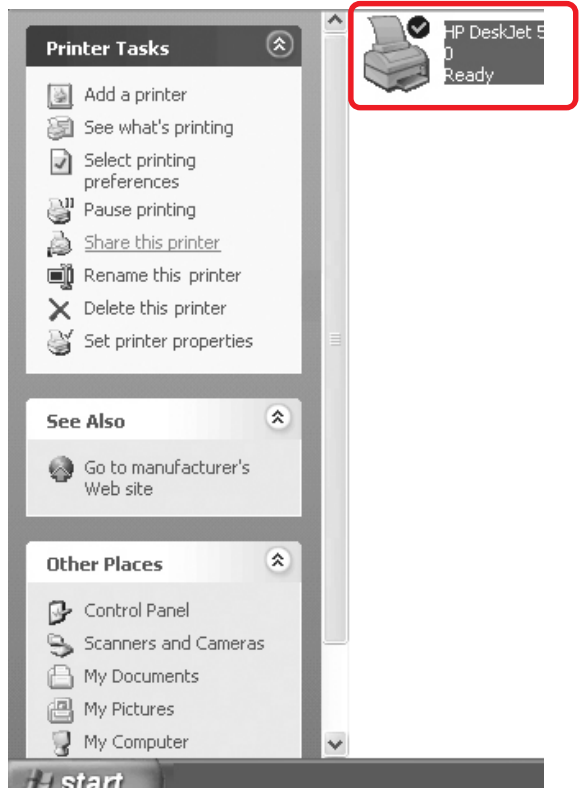 Printer Tasks
Add a printer
See what's printing
Select printing
preferences
Pause printing
Share this printer
Rename this printer
Delete this printer
Set printer properties
See Also
Go to manufacturer's
Web site
Other Places
Control Panel
Scanners and Cameras
My Documents
My Pictures
My Computer
start
HP DeskJet 5
0
Ready